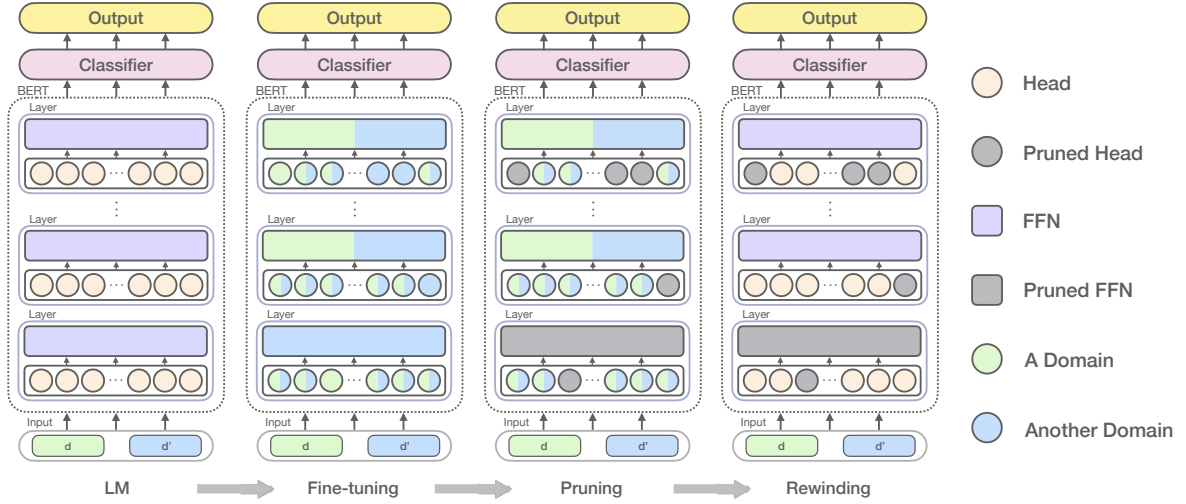 Output
Output
Output
Output
Classifier
Classifier
Classifier
Classifier
BERT
BERT
BERT
BERT
Layer
Layer
Layer
Layer
Layer
Layer
Layer
Layer
Layer
Layer
Layer
Layer
Input
Input
Input
Input
d d'
d d'
d d'
d d'
LM
Fine-tuning
Pruning
Rewinding
Head
Pruned Head
FFN
Pruned FFN
A Domain
Another Domain